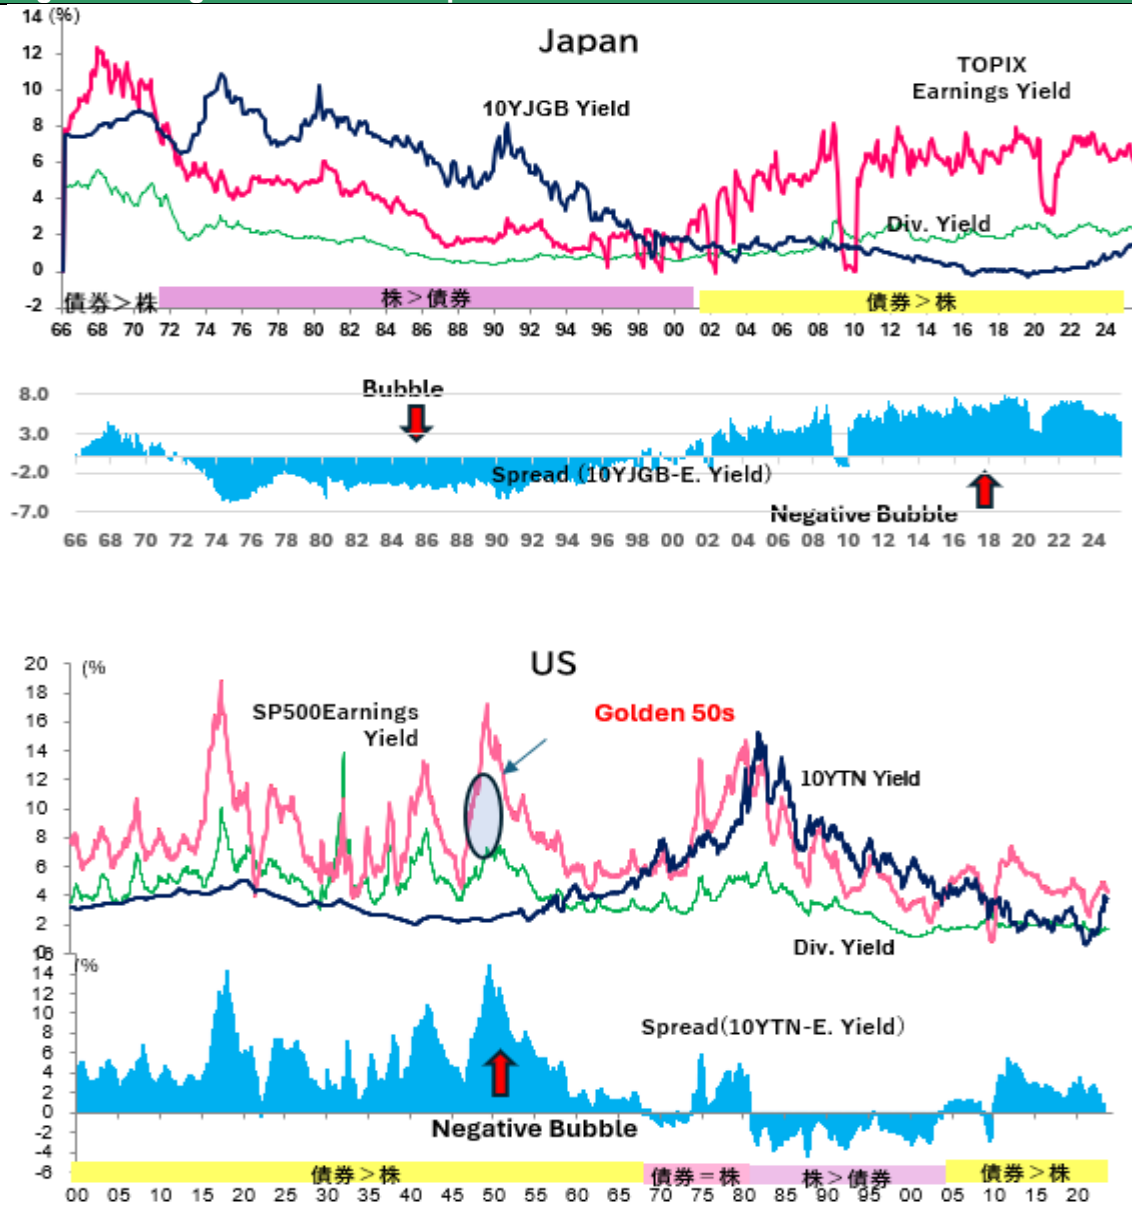 14 (%)
Japan
12
10
8
6
4
2
0
-2
10YJGB Yield
TOPIX
Earnings Yield
Div. Yield
債券＞株
株＞債券
債券＞株
66 68 70 72 74 76 78 80 82 84 86 88 90 92 94 96 98 00 02 04 06 08 10 12 14 16 18 20 22 24
8.0
3.0
-2.0
-7.0
Bubble
Spread (10YJGB-E. Yield)
Negative Bubble
66 68 70 72 74 76 78 80 82 84 86 88 90 92 94 96 98 00 02 04 06 08 10 12 14 16 18 20 22 24
US
20
(%
18
16
14
12
10
8
6
4
2
0
SP500Earnings
Yield
Golden 50s
10YTN Yield
Div. Yield
16
(%
14
12
10
8
6
4
2
0
-2
-4
-6
Spread(10YTN-E. Yield)
Negative Bubble
債券＞株
債券＝株
株＞債券
債券＞株
00 05 10 15 20 25 30 35 40 45 50 55 60 65 70 75 80 85 90 95 00 05 10 15 20